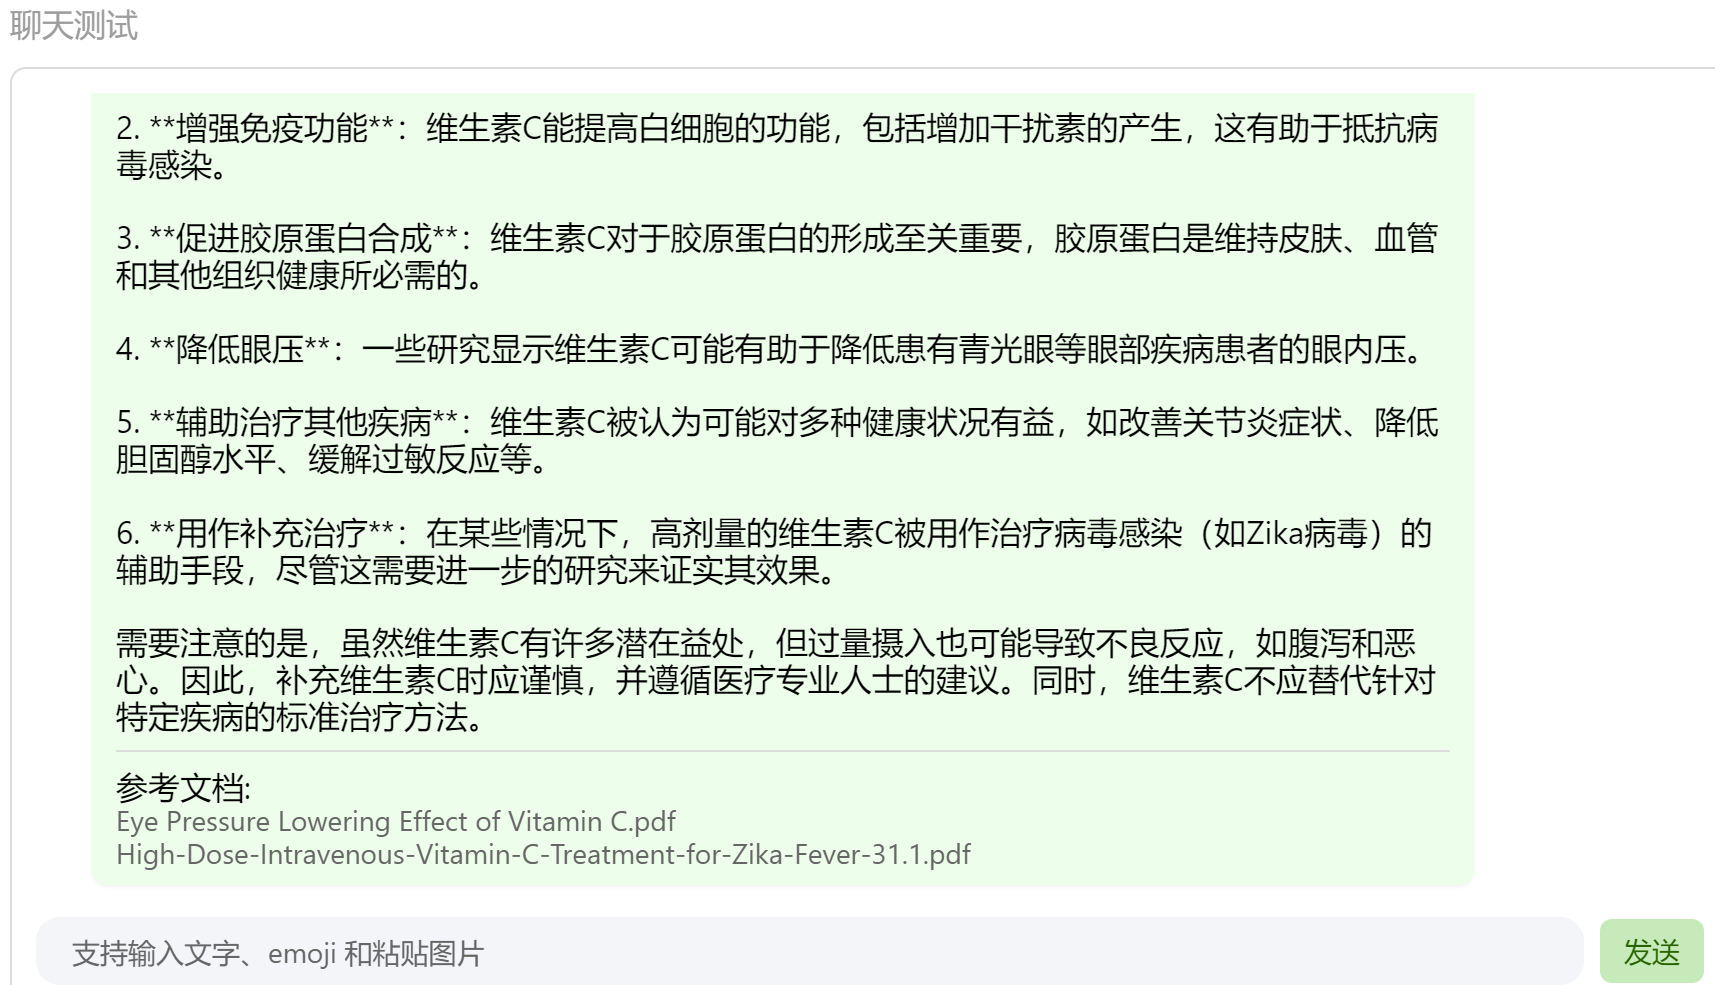 聊天测试
2. **增强免疫功能**：维生素C能提高白细胞的功能，包括增加干扰素的产生，这有助于抵抗病
毒感染。
3. **促进胶原蛋白合成**：维生素C对于胶原蛋白的形成至关重要，胶原蛋白是维持皮肤、血管
和其他组织健康所必需的。
4. **降低眼压**：一些研究显示维生素C可能有助于降低患有青光眼等眼部疾病患者的眼内压。
5. **辅助治疗其他疾病**：维生素C被认为可能对多种健康状况有益，如改善关节炎症状、降低
胆固醇水平、缓解过敏反应等。
6. **用作补充治疗**：在某些情况下，高剂量的维生素C被用作治疗病毒感染（如Zika病毒）的
辅助手段，尽管这需要进一步的研究来证实其效果。
需要注意的是，虽然维生素C有许多潜在益处，但过量摄入也可能导致不良反应，如腹泻和恶
心。因此，补充维生素C时应谨慎，并遵循医疗专业人士的建议。同时，维生素C不应替代针对
特定疾病的标准治疗方法。
参考文档:
Eye Pressure Lowering Effect of Vitamin C.pdf
High-Dose-Intravenous-Vitamin-C-Treatment-for-Zika-Fever-31.1.pdf
支持输入文字、emoji 和粘贴图片
发送